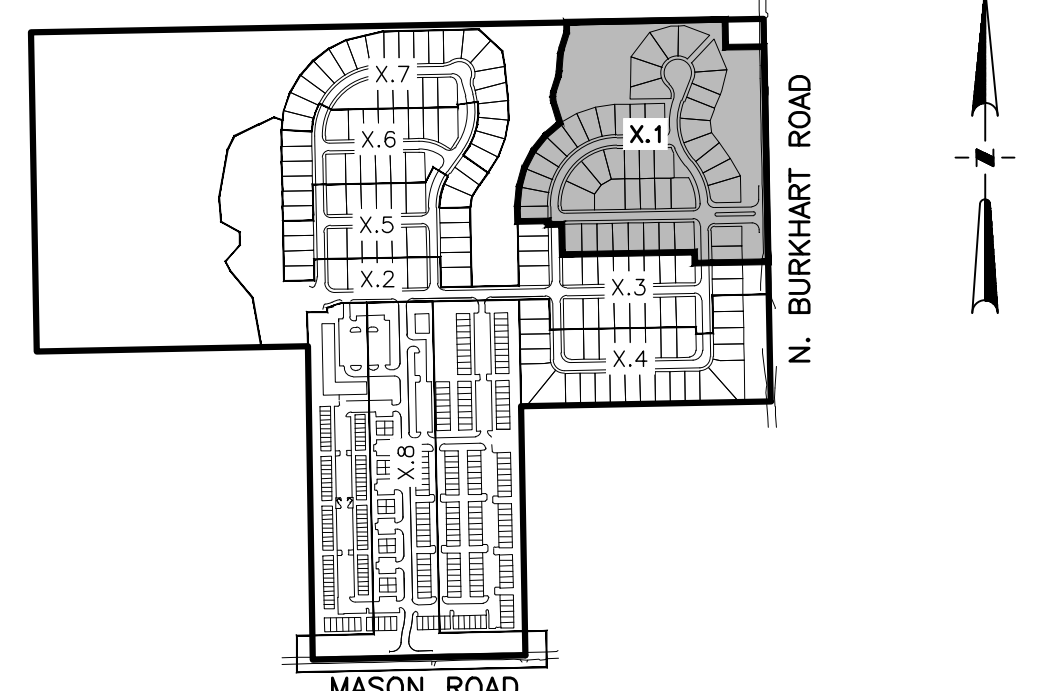 X.7
X.1
X.6
X.5
X.2
X.3
X.4
X.8
N. BURKHART ROAD
N
MASON ROAD